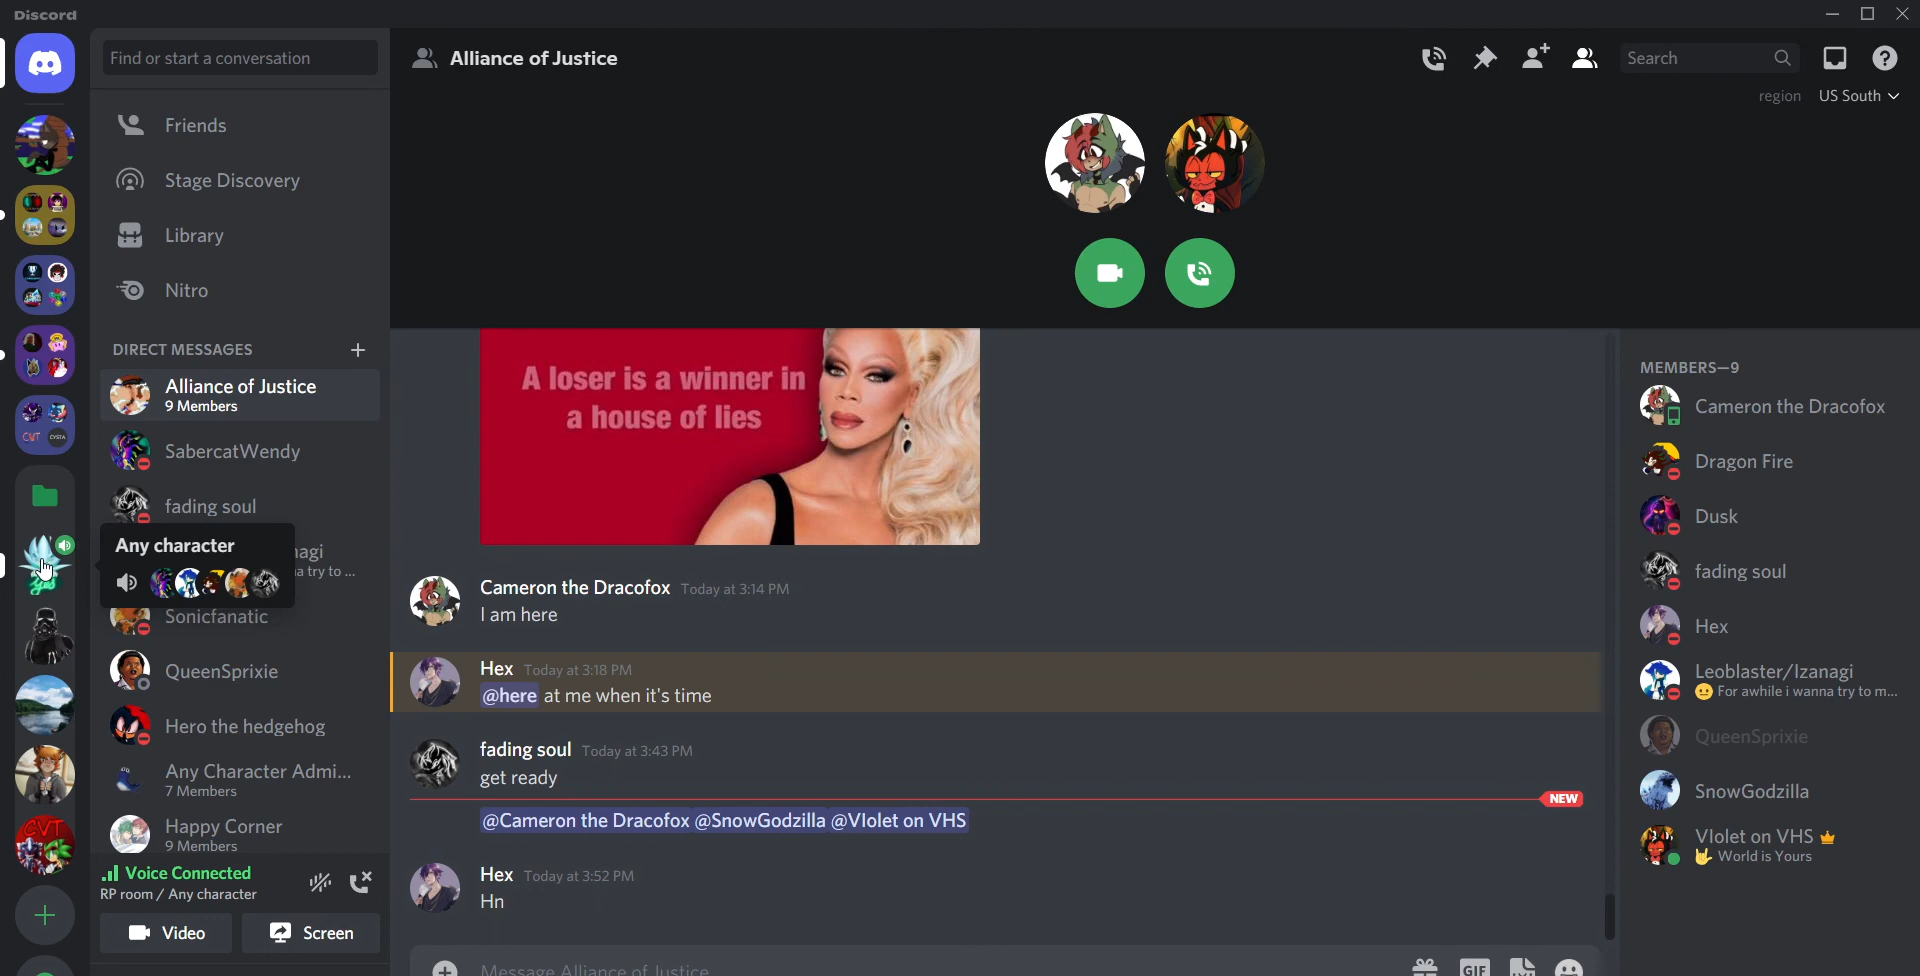 Discord
Find or start a conversation
Friends
Stage Discovery
Library
Nitro
DIRECT MESSAGES
Alliance of Justice
9 Members
SabercatWendy
fading soul
Any character
nagi
a try to ...
Sonicfanatic
QueenSprixie
Hero the hedgehog
Any Character Admi...
7 Members
Happy Corner
9 Members
Voice Connected
RP room / Any character
Video
Screen
CVT
CYSTA
CVT
Alliance of Justice
Search
region US South
A loser is a winner in
a house of lies
Cameron the Dracofox Today at 3:14 PM
I am here
Hex Today at 3:18 PM
@here at me when it's time
fading soul Today at 3:43 PM
get ready
NEW
@Cameron the Dracofox @SnowGodzilla @VIolet on VHS
Hex Today at 3:52 PM
Hn
Message Alliance of Justice
GIF
MEMBERS—9
Cameron the Dracofox
Dragon Fire
Dusk
fading soul
Hex
Leoblaster/Izanagi
For awhile i wanna try to m...
QueenSprixie
SnowGodzilla
VIolet on VHS
World is Yours